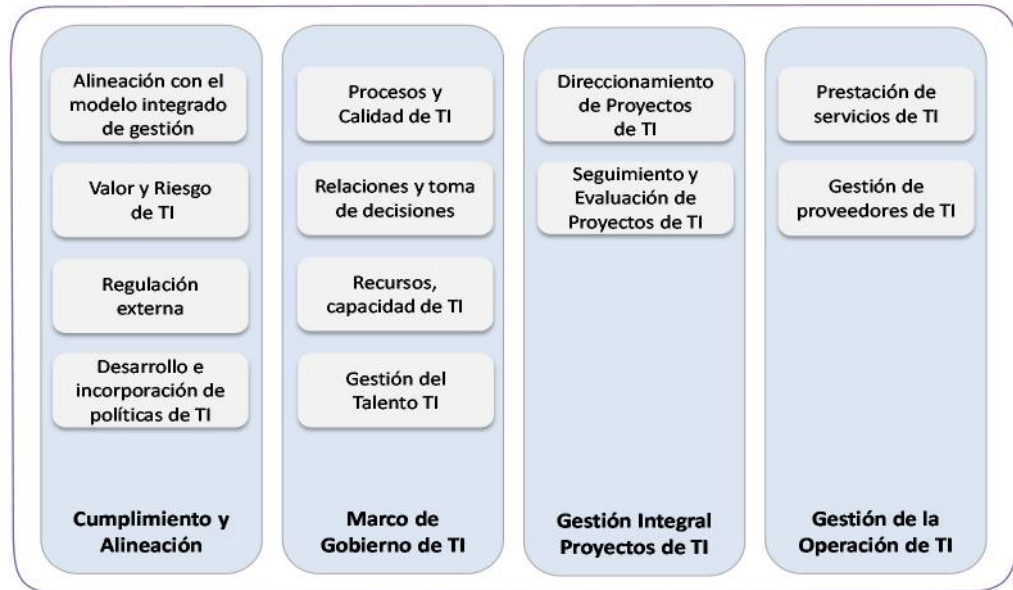 Alineación con el
modelo integrado
de gestión
Valor y Riesgo
de TI
Regulación
externa
Desarrollo e
incorporación de
políticas de TI
Cumplimiento y
Alineación
Procesos y
Calidad de TI
Relaciones y toma
de decisiones
Recursos,
capacidad de TI
Gestión del
Talento TI
Marco de
Gobierno de TI
Direccionamiento
de Proyectos
de TI
Seguimiento y
Evaluación de
Proyectos de TI
Gestión Integral
Proyectos de TI
Prestación de
servicios de TI
Gestión de
proveedores de TI
Gestión de la
Operación de TI